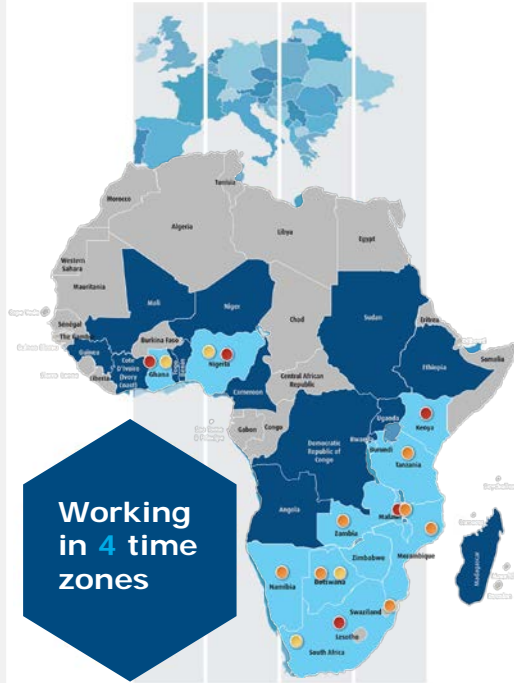 Tunisia
Morocco
Algeria
Libya
Egypt
Western
Sahara
Mauritania
Mali
Niger
Chad
Sudan
Eritrea
Sénégal
The Gambia
Burkina Faso
Guinea
Cote
D'Ivoire
(Ivory
Coast)
Ghana
Togo
Benin
Nigeria
Liberia
Cameroon
Central African
Republic
Ethiopia
Somalia
Gabon
Congo
Democratic
Republic of
Congo
Uganda
Rwanda
Burundi
Kenya
Tanzania
Angola
Zambia
Malawi
Mozambique
Zimbabwe
Namibia
Botswana
Madagascar
Swaziland
Lesotho
South Africa
Working
in 4 time
zones